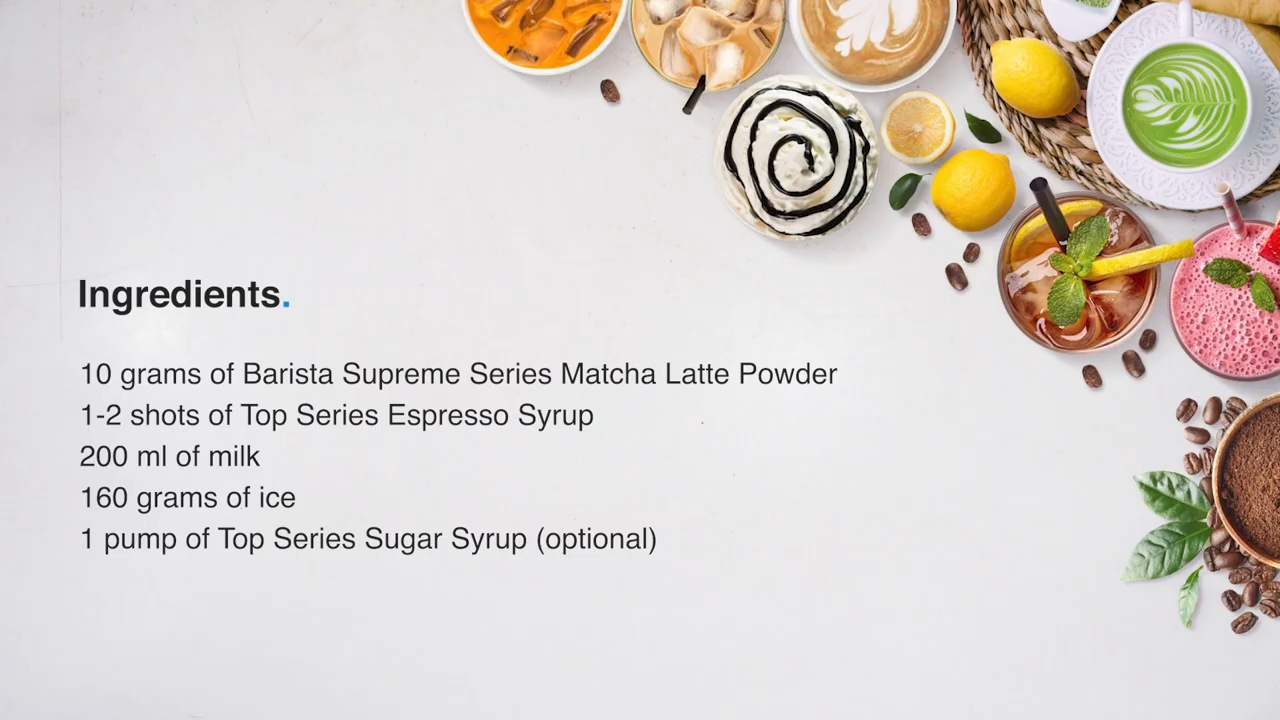 Ingredients.
10 grams of Barista Supreme Series Matcha Latte Powder
1-2 shots of Top Series Espresso Syrup
200 ml of milk
160 grams of ice
1 pump of Top Series Sugar Syrup (optional)